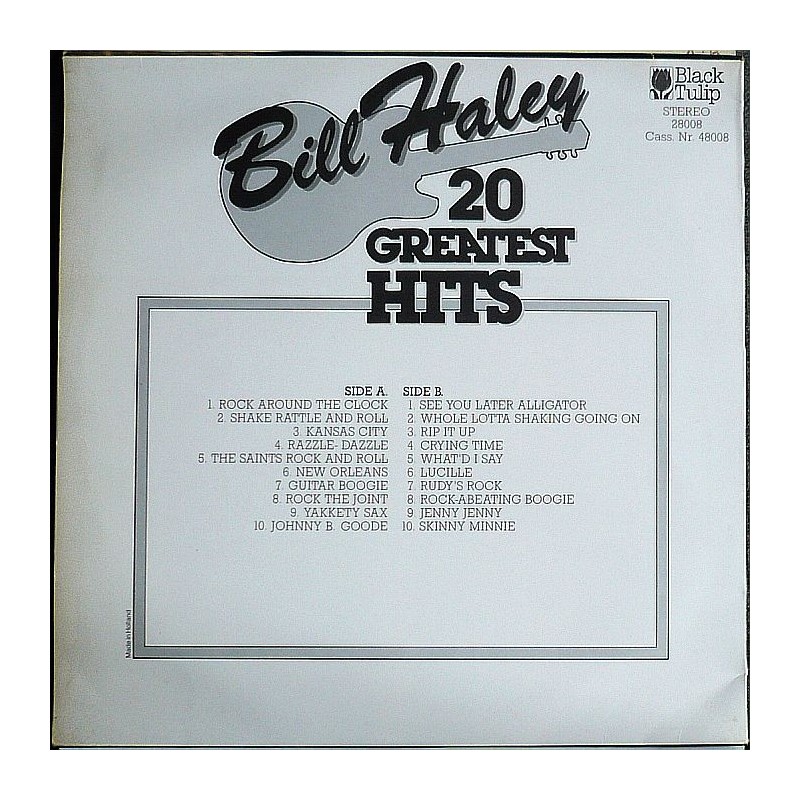 Bill Haley
20
GREATEST
HITS
Black
Tulip
STEREO
28008
Cass. Nr. 48008
SIDE A.
1. ROCK AROUND THE CLOCK
2. SHAKE RATTLE AND ROLL
3. KANSAS CITY
4. RAZZLE- DAZZLE
5. THE SAINTS ROCK AND ROLL
6. NEW ORLEANS
7. GUITAR BOOGIE
8. ROCK THE JOINT
9. YAKKETY SAX
10. JOHNNY B. GOODE
SIDE B.
1. SEE YOU LATER ALLIGATOR
2. WHOLE LOTTA SHAKING GOING ON
3. RIP IT UP
4. CRYING TIME
5. WHAT'D I SAY
6. LUCILLE
7. RUDY'S ROCK
8. ROCK-ABEATING BOOGIE
9. JENNY JENNY
10. SKINNY MINNIE
Made in Holland